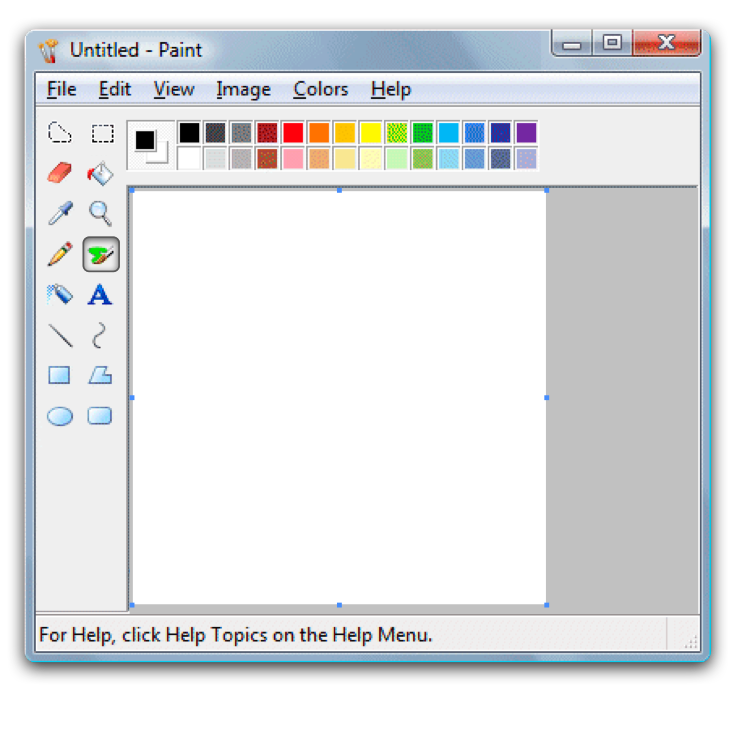 Untitled - Paint
File Edit View Image Colors Help
A
For Help, click Help Topics on the Help Menu.